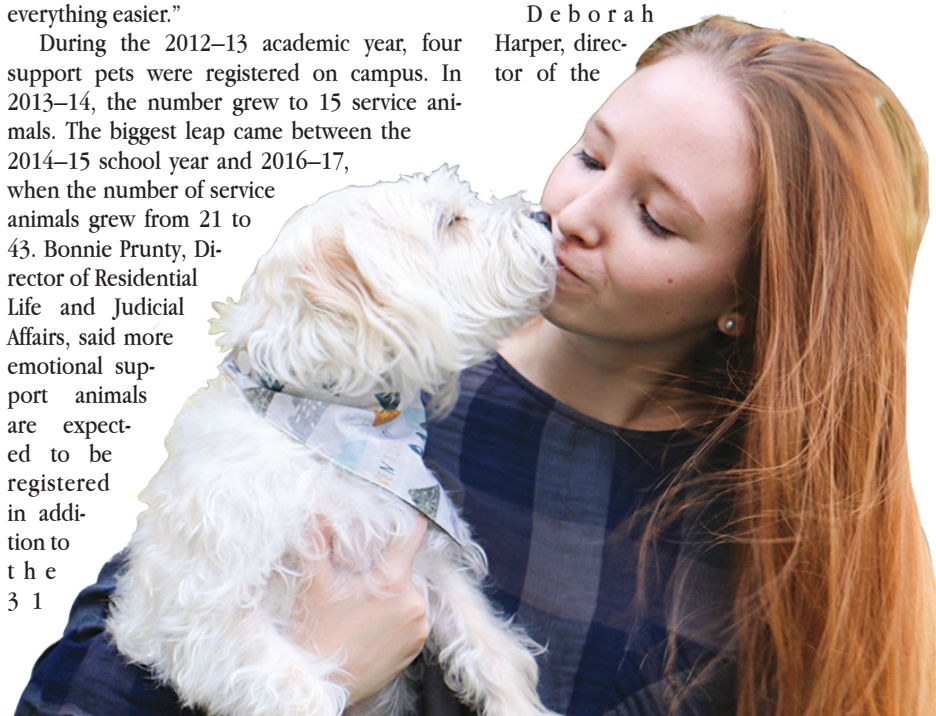 everything easier.”
During the 2012–13 academic year, four
support pets were registered on campus. In
2013–14, the number grew to 15 service ani-
mals. The biggest leap came between the
2014–15 school year and 2016–17,
when the number of service
animals grew from 21 to
43. Bonnie Prunty, Di-
rector of Residential
Life and Judicial
Affairs, said more
emotional sup-
port animals
are expect-
ed to be
registered
in addi-
tion to
the
31
Deborah
Harper, direc-
tor of the